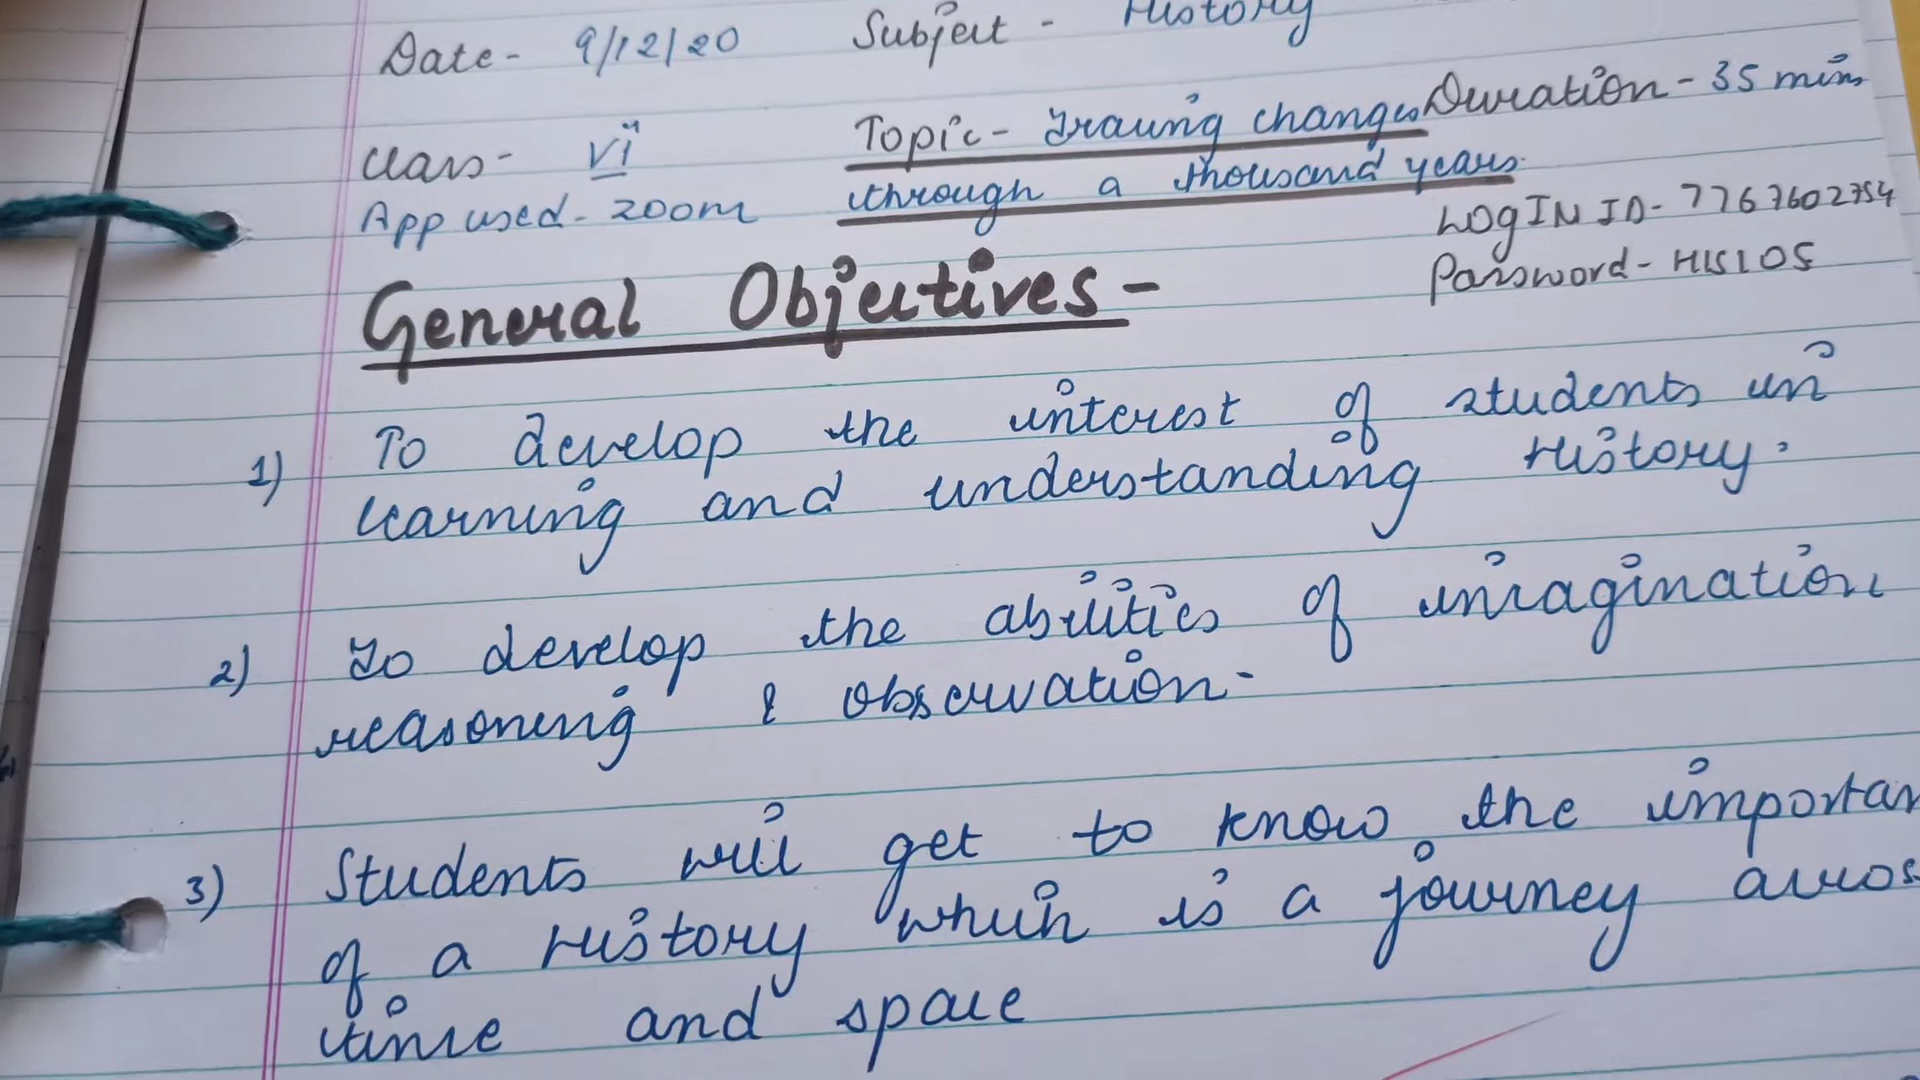 Date- 9/12/20 Subject - History
Class- VII Topic- Tracing changes Duration - 35 mins
App used- zoom through a thousand years.
LOGIN ID- 7767602754
Password- HIS105
General Objectives-
1) To develop the interest of students in
learning and understanding History.
2) To develop the abilities of imagination
reasoning & observation-
3) Students will get to know the importan
of a History which is a journey across
time and space